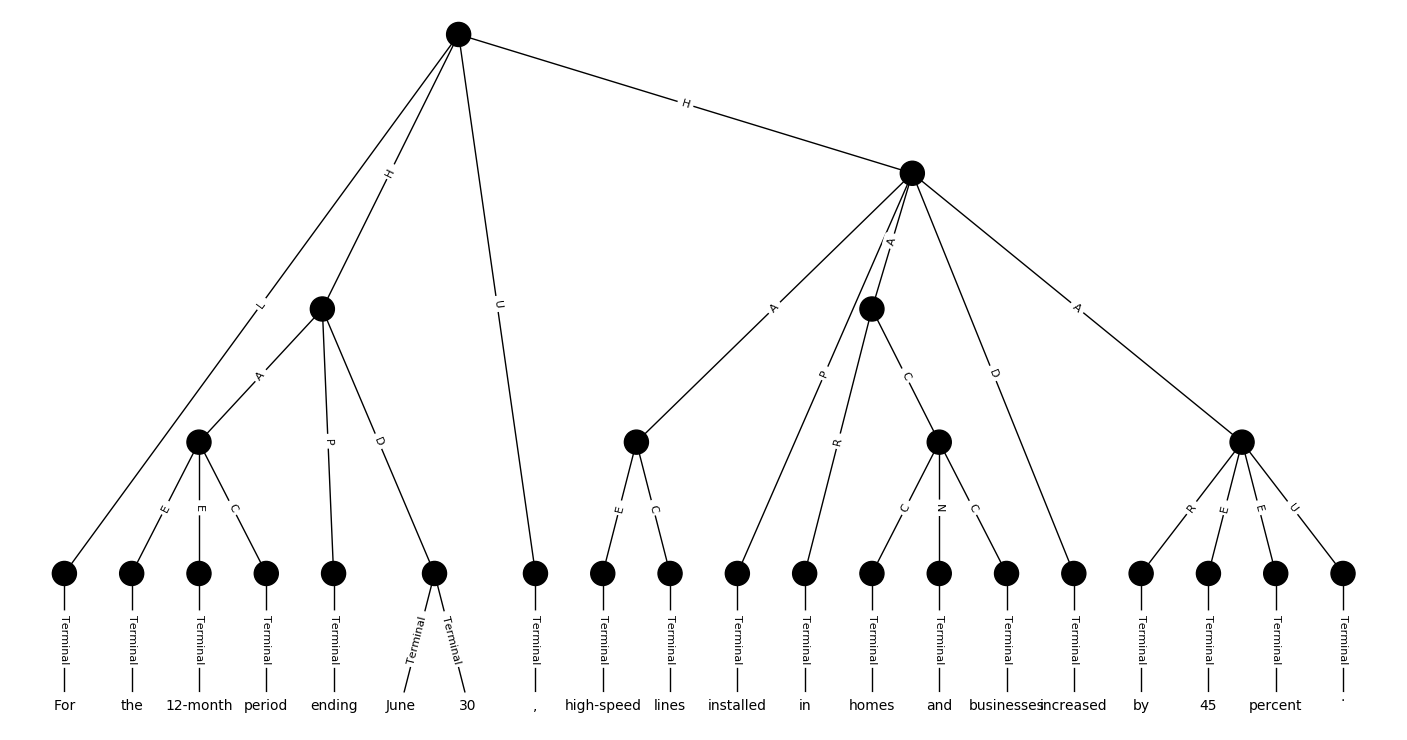 H
H
L
U
A
A
P
A
A
D
A
P
D
R
C
E
E
C
E
C
C
N
C
R
E
E
U
Terminal Terminal Terminal Terminal Terminal Terminal Terminal Terminal Terminal Terminal Terminal Terminal Terminal Terminal Terminal Terminal Terminal Terminal Terminal Terminal
For the 12-month period ending June 30 , high-speed lines installed in homes and businesses increased by 45 percent .